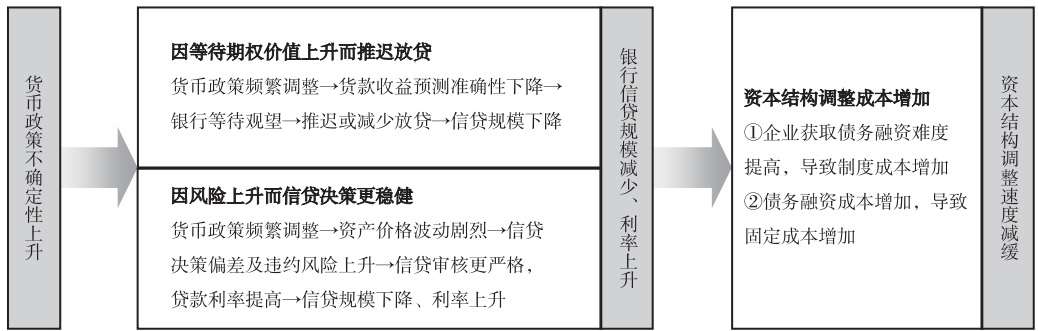 货币政策不确定性上升
因等待期权价值上升而推迟放贷
货币政策频繁调整→货款收益预测准确性下降→
银行等待观望→推迟或减少放贷→信贷规模下降
因风险上升而信贷决策更稳健
货币政策频繁调整→资产价格波动剧烈→信贷
决策偏差及违约风险上升→信贷审核更严格，
贷款利率提高→信贷规模下降、利率上升
银行信贷规模减少、利率上升
资本结构调整成本增加
①企业获取债务融资难度
提高，导致制度成本增加
②债务融资成本增加，导致
固定成本增加
资本结构调整速度减缓